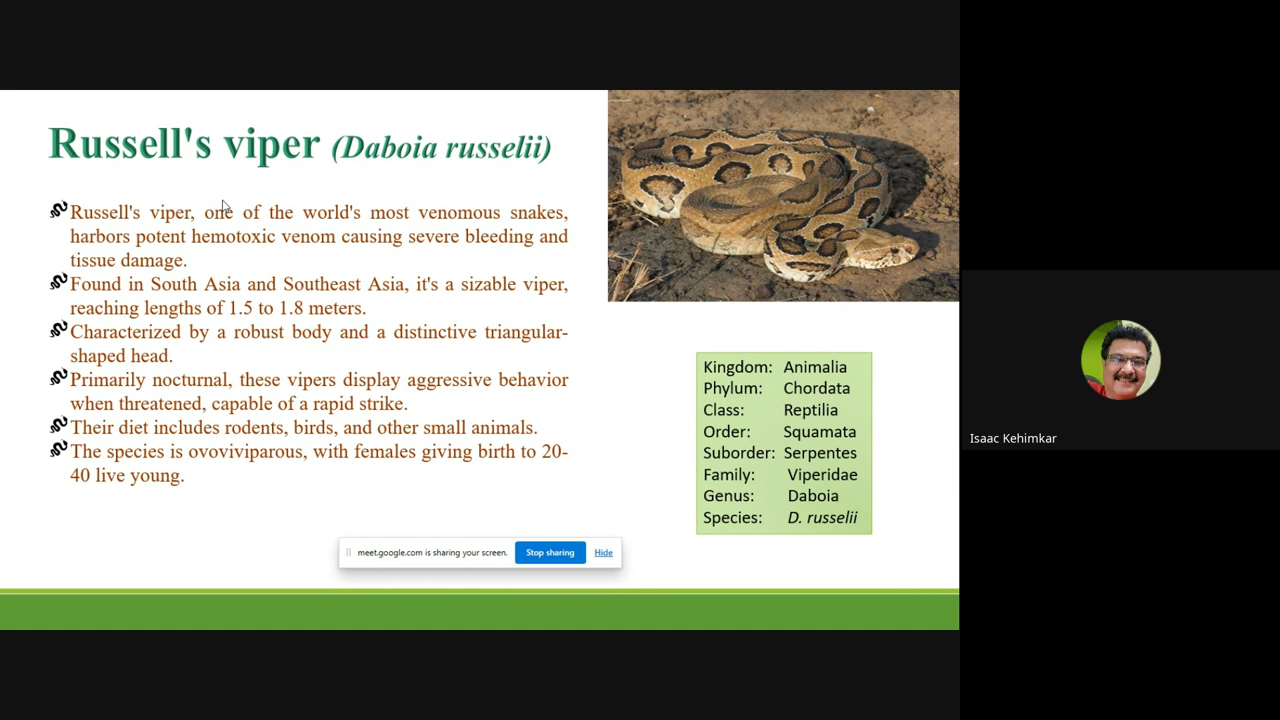 Russell's viper (Daboia russelii)
Russell's viper, one of the world's most venomous snakes,
harbors potent hemotoxic venom causing severe bleeding and
tissue damage.
Found in South Asia and Southeast Asia, it's a sizable viper,
reaching lengths of 1.5 to 1.8 meters.
Characterized by a robust body and a distinctive triangular-
shaped head.
Primarily nocturnal, these vipers display aggressive behavior
when threatened, capable of a rapid strike.
Their diet includes rodents, birds, and other small animals.
The species is ovoviviparous, with females giving birth to 20-
40 live young.
Kingdom: Animalia
Phylum: Chordata
Class: Reptilia
Order: Squamata
Suborder: Serpentes
Family: Viperidae
Genus: Daboia
Species: D. russelii
meet.google.com is sharing your screen. Stop sharing Hide
Isaac Kehimkar